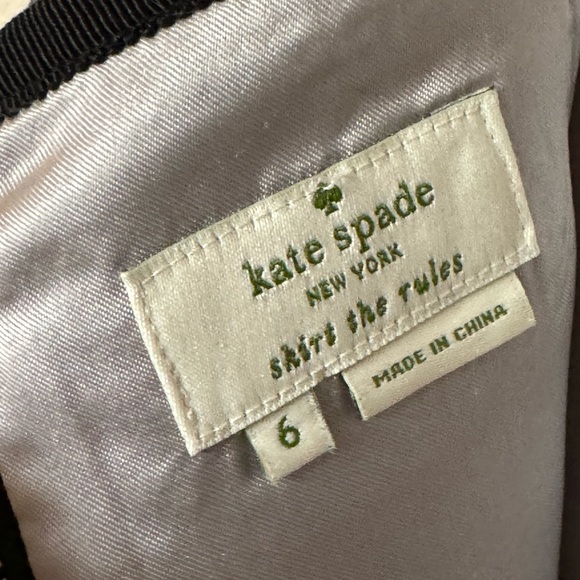 kate spade
NEW YORK
skirt the rules
6
MADE IN CHINA